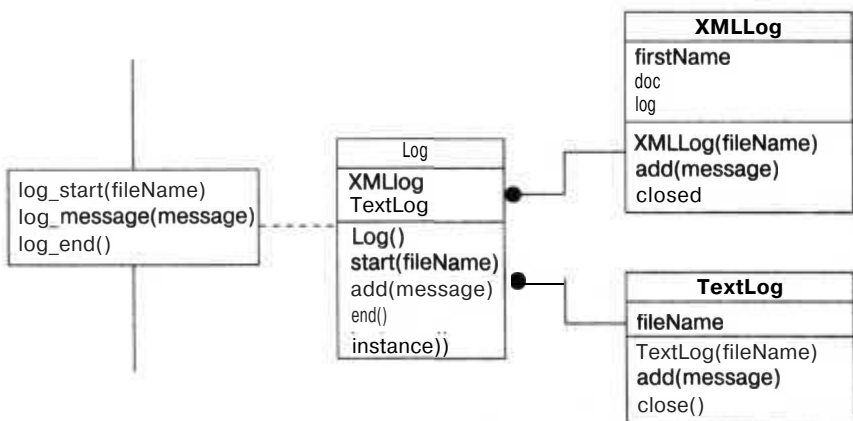 log_start(fileName)
log_message(message)
log_end()
Log
XMLlog
TextLog
Log()
start(fileName)
add(message)
end()
instance))
XMLLog
firstName
doc
log
XMLLog(fileName)
add(message)
closed
TextLog
fileName
TextLog(fileName)
add(message)
close()